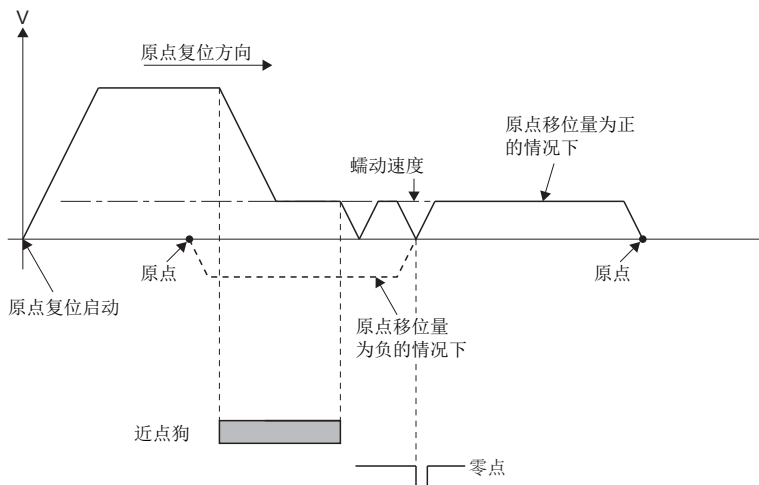 V
原点复位方向
原点移位量为正
的情况下
蠕动速度
原点
原点
原点复位启动
原点移位量
为负的情况下
近点狗
零点